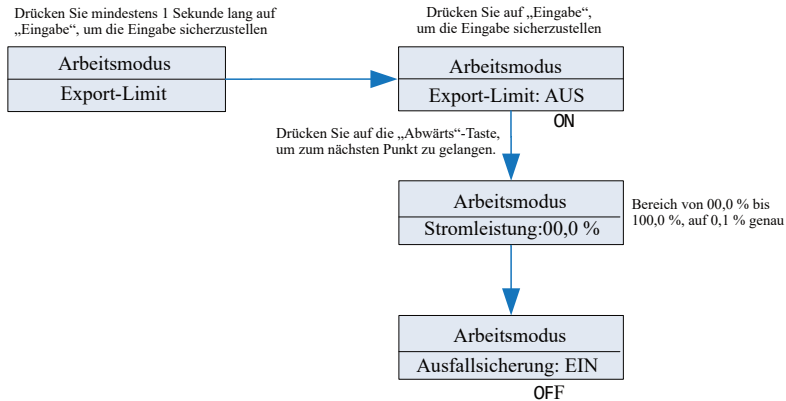 Drücken Sie mindestens 1 Sekunde lang auf
„Eingabe“, um die Eingabe sicherzustellen
Arbeitsmodus
Export-Limit
Drücken Sie auf „Eingabe“,
um die Eingabe sicherzustellen
Arbeitsmodus
Export-Limit: AUS
ON
Drücken Sie auf die „Abwärts“-Taste,
um zum nächsten Punkt zu gelangen.
Arbeitsmodus
Stromleistung:00,0 %
Bereich von 00,0 % bis
100,0 %, auf 0,1 % genau
Arbeitsmodus
Ausfallsicherung: EIN
OFF